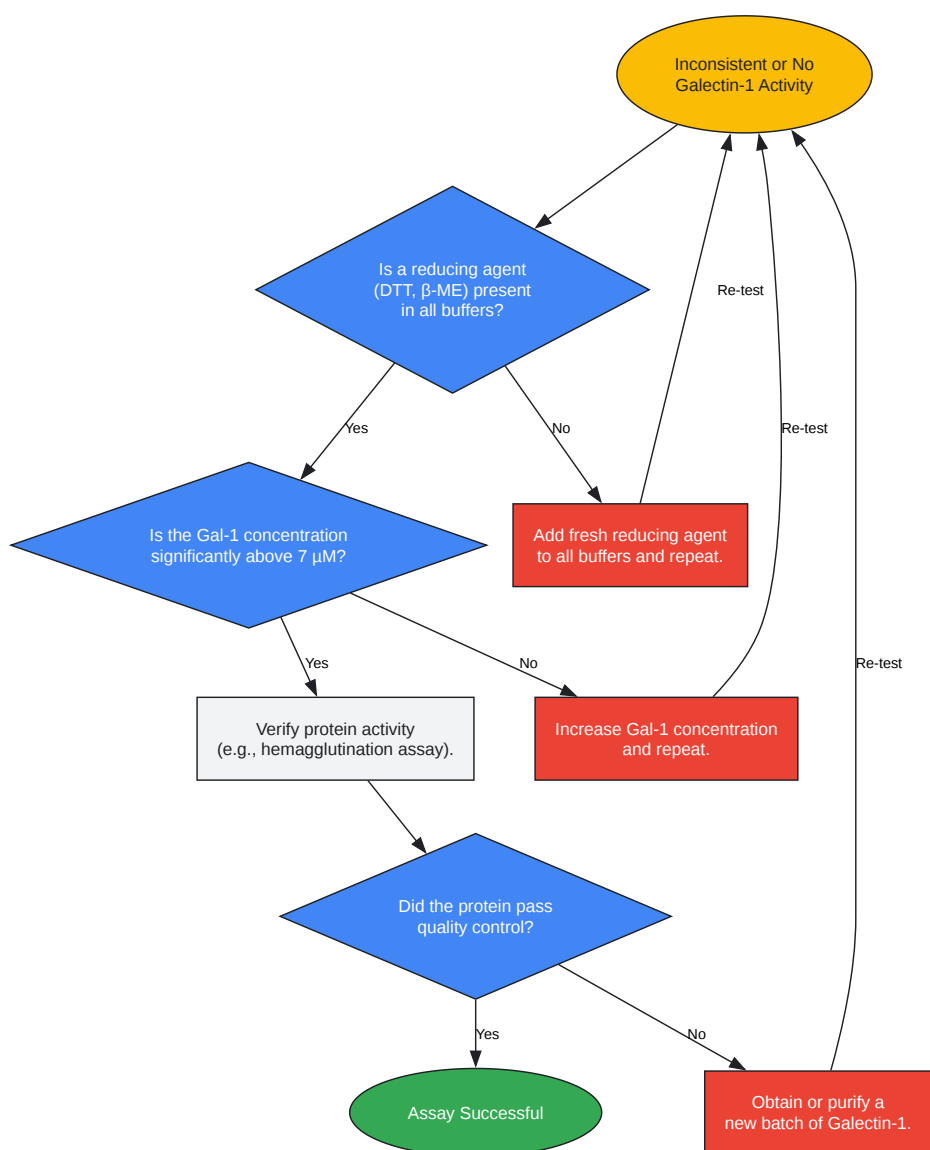 Inconsistent or No
Galectin-1 Activity
Is a reducing agent
(DTT, β-ME) present
in all buffers?
Re-test
Yes
No
Re-test
Is the Gal-1 concentration
significantly above 7 µM?
Add fresh reducing agent
to all buffers and repeat.
Yes
No
Re-test
Verify protein activity
(e.g., hemagglutination assay).
Increase Gal-1 concentration
and repeat.
Did the protein pass
quality control?
Yes
No
Assay Successful
Obtain or purify a
new batch of Galectin-1.